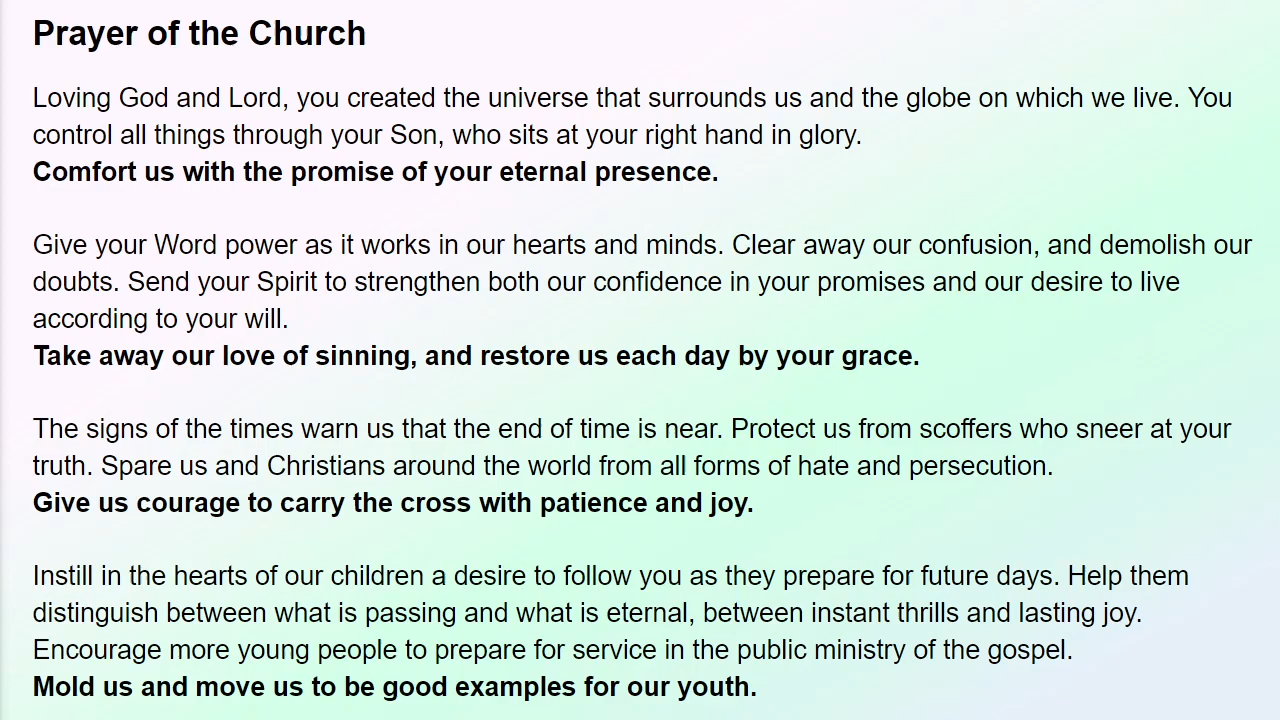 Prayer of the Church
Loving God and Lord, you created the universe that surrounds us and the globe on which we live. You
control all things through your Son, who sits at your right hand in glory.
Comfort us with the promise of your eternal presence.
Give your Word power as it works in our hearts and minds. Clear away our confusion, and demolish our
doubts. Send your Spirit to strengthen both our confidence in your promises and our desire to live
according to your will.
Take away our love of sinning, and restore us each day by your grace.
The signs of the times warn us that the end of time is near. Protect us from scoffers who sneer at your
truth. Spare us and Christians around the world from all forms of hate and persecution.
Give us courage to carry the cross with patience and joy.
Instill in the hearts of our children a desire to follow you as they prepare for future days. Help them
distinguish between what is passing and what is eternal, between instant thrills and lasting joy.
Encourage more young people to prepare for service in the public ministry of the gospel.
Mold us and move us to be good examples for our youth.